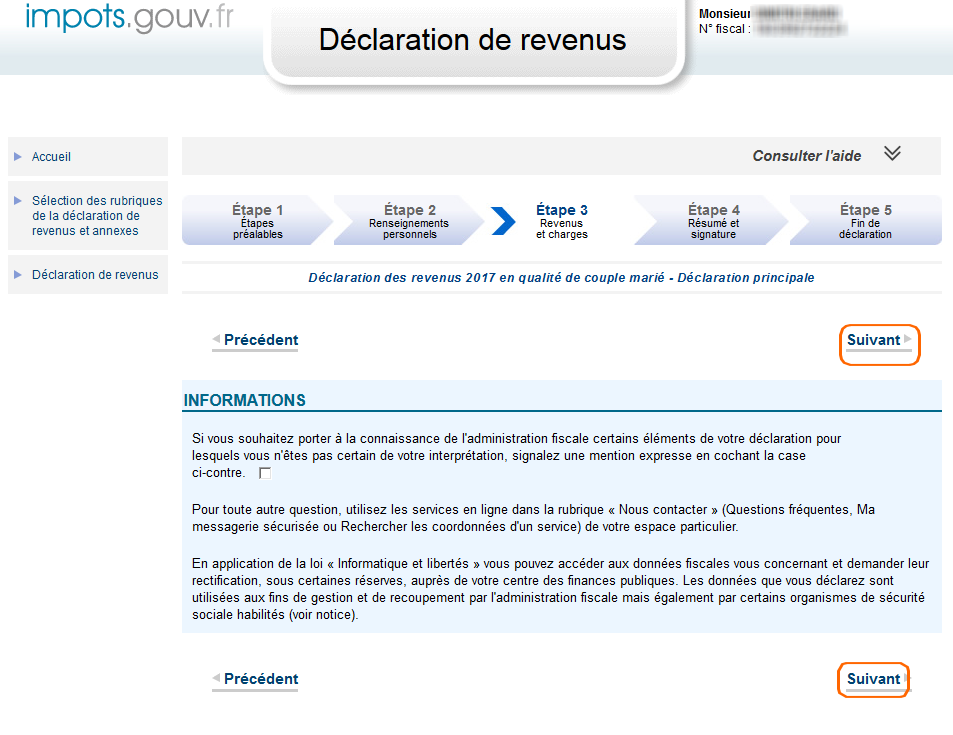 impots.gouv.fr
Déclaration de revenus
Monsieur
N° fiscal :
Accueil
Sélection des rubriques
de la déclaration de
revenus et annexes
Déclaration de revenus
Consulter l'aide
Étape 1
Étapes
préalables
Étape 2
Renseignements
personnels
Étape 3
Revenus
et charges
Étape 4
Résumé et
signature
Étape 5
Fin de
déclaration
Déclaration des revenus 2017 en qualité de couple marié - Déclaration principale
Précédent
Suivant
INFORMATIONS
Si vous souhaitez porter à la connaissance de l'administration fiscale certains éléments de votre déclaration pour
lesquels vous n'êtes pas certain de votre interprétation, signalez une mention expresse en cochant la case
ci-contre.
Pour toute autre question, utilisez les services en ligne dans la rubrique « Nous contacter » (Questions fréquentes, Ma
messagerie sécurisée ou Rechercher les coordonnées d'un service) de votre espace particulier.
En application de la loi « Informatique et libertés » vous pouvez accéder aux données fiscales vous concernant et demander leur
rectification, sous certaines réserves, auprès de votre centre des finances publiques. Les données que vous déclarez sont
utilisées aux fins de gestion et de recoupement par l'administration fiscale mais également par certains organismes de sécurité
sociale habilités (voir notice).
Précédent
Suivant